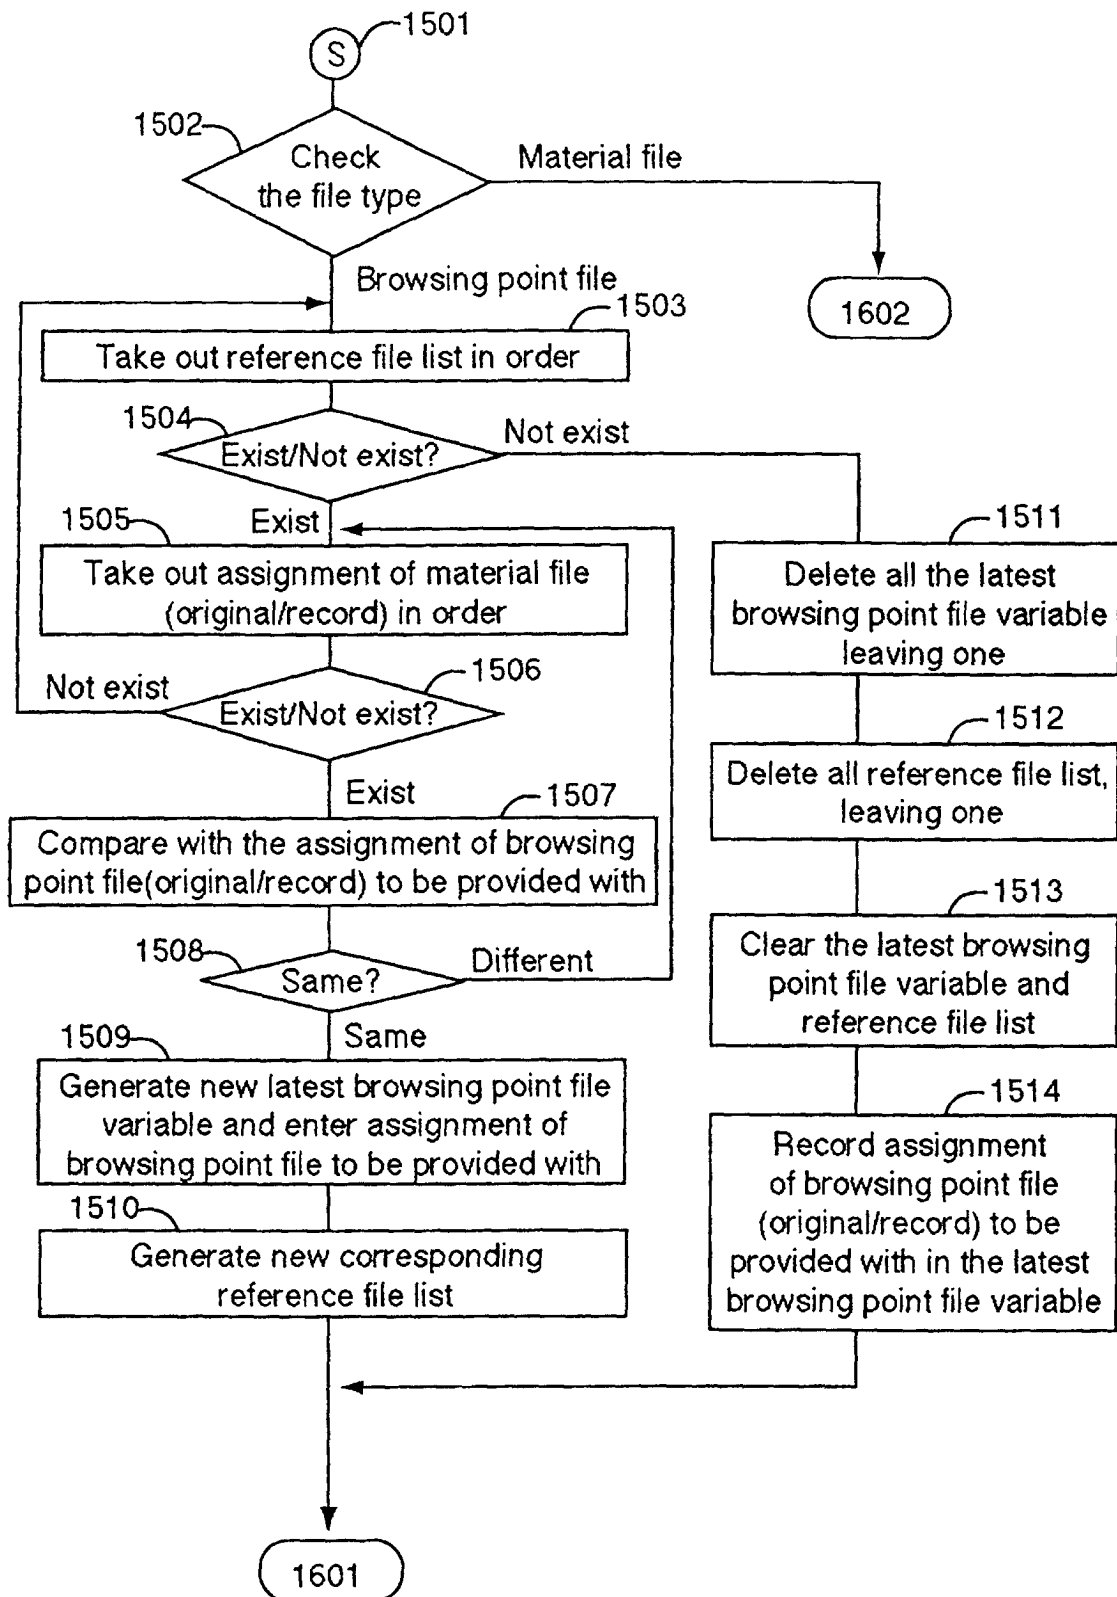 1501
S
1502
Check
the file type
Material file
1602
Browsing point file
1503
Take out reference file list in order
1504
Exist/Not exist?
Not exist
Exist
1505
Take out assignment of material file
(original/record) in order
1506
Not exist
Exist/Not exist?
Exist
1507
Compare with the assignment of browsing
point file(original/record) to be provided with
1508
Same?
Different
Same
1509
Generate new latest browsing point file
variable and enter assignment of
browsing point file to be provided with
1510
Generate new corresponding
reference file list
1511
Delete all the latest
browsing point file variable
leaving one
1512
Delete all reference file list,
leaving one
1513
Clear the latest browsing
point file variable and
reference file list
1514
Record assignment
of browsing point file
(original/record) to be
provided with in the latest
browsing point file variable
1601